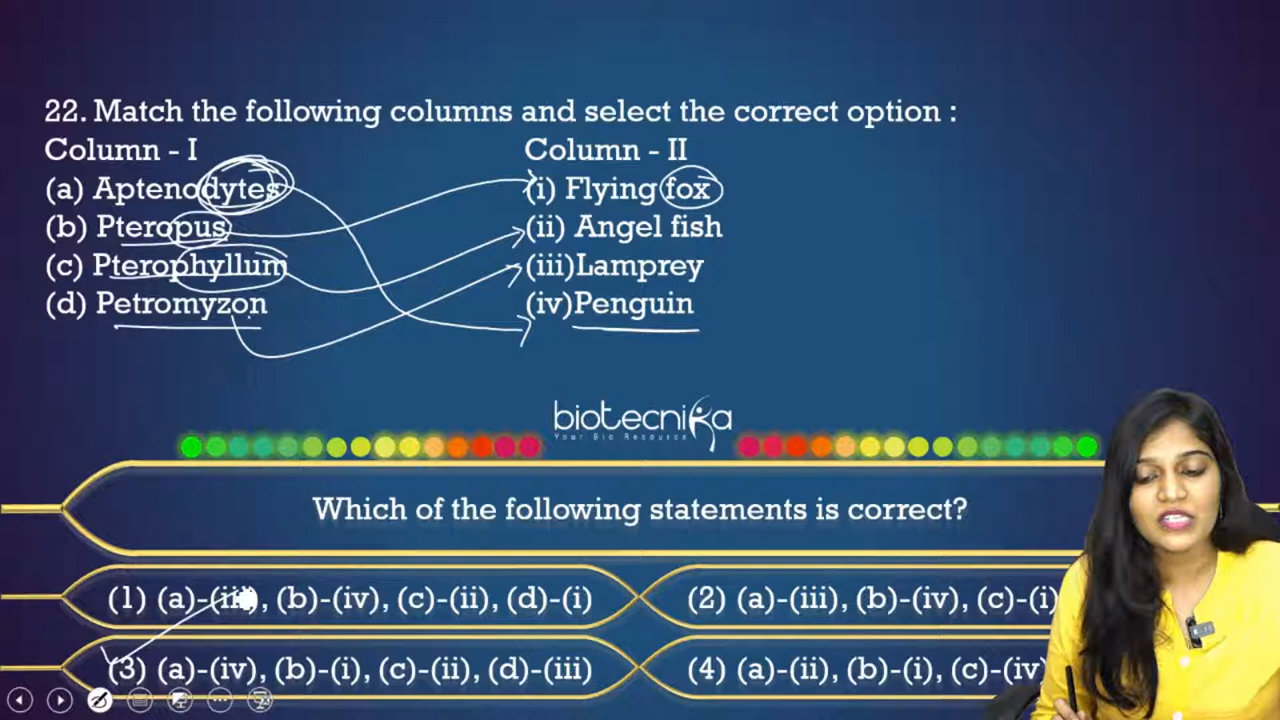 22. Match the following columns and select the correct option :
Column - I Column - II
(a) Aptenodytes (i) Flying fox
(b) Pteropus (ii) Angel fish
(c) Pterophyllum (iii)Lamprey
(d) Petromyzon (iv)Penguin
biotecnika
Your Bio Resource
Which of the following statements is correct?
(1) (a)-(iii), (b)-(iv), (c)-(ii), (d)-(i) (2) (a)-(iii), (b)-(iv), (c)-(i)
(3) (a)-(iv), (b)-(i), (c)-(ii), (d)-(iii) (4) (a)-(ii), (b)-(i), (c)-(iv)